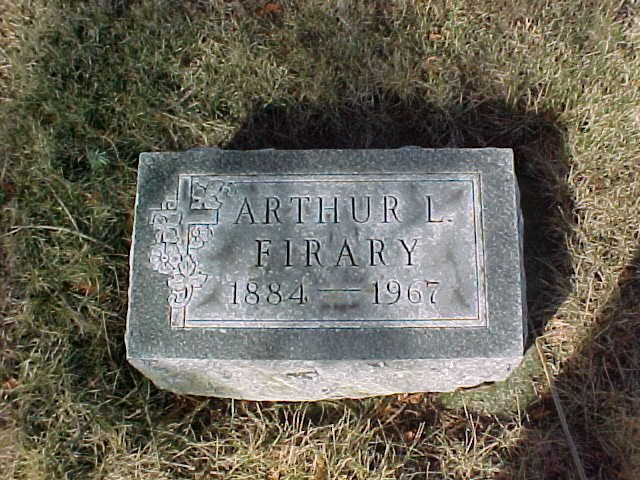 ARTHUR L.
FIRARY
1884 — 1967